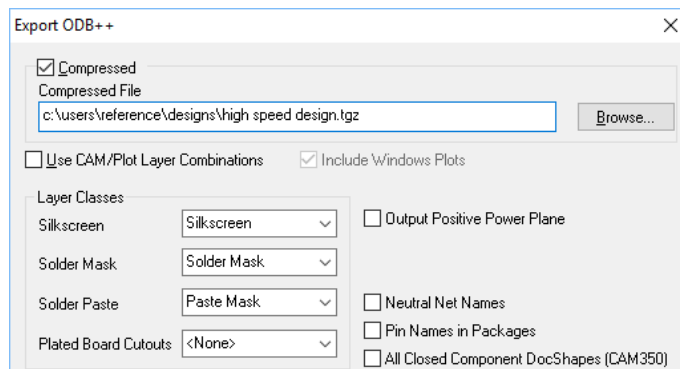 Export ODB++
Compressed
Compressed File
c:\users\reference\designs\high speed design.tgz
Browse...
Use CAM/Plot Layer Combinations
Include Windows Plots
Layer Classes
Silkscreen
Silkscreen
Output Positive Power Plane
Solder Mask
Solder Mask
Solder Paste
Paste Mask
Neutral Net Names
Pin Names in Packages
Plated Board Cutouts
<None>
All Closed Component DocShapes (CAM350)